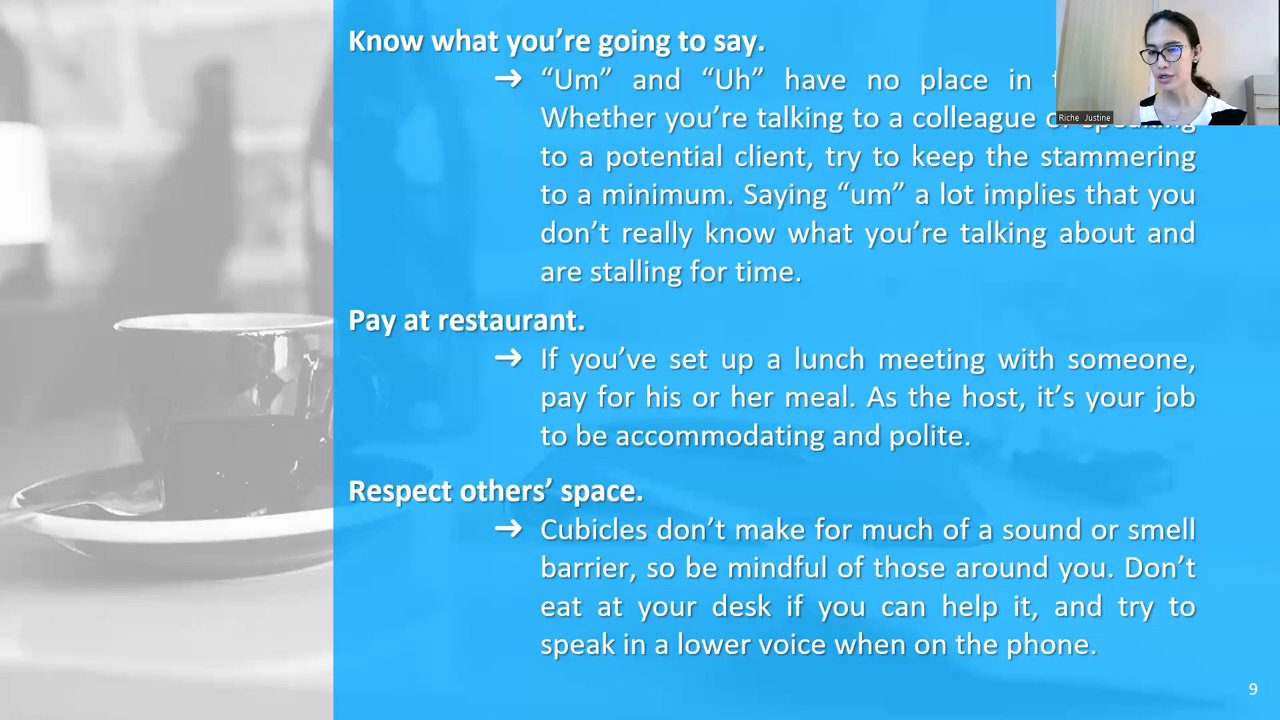 Know what you’re going to say.
➜ “Um” and “Uh” have no place in
Whether you’re talking to a colleague or speaking
to a potential client, try to keep the stammering
to a minimum. Saying “um” a lot implies that you
don’t really know what you’re talking about and
are stalling for time.
Pay at restaurant.
➜ If you’ve set up a lunch meeting with someone,
pay for his or her meal. As the host, it’s your job
to be accommodating and polite.
Respect others’ space.
➜ Cubicles don’t make for much of a sound or smell
barrier, so be mindful of those around you. Don’t
eat at your desk if you can help it, and try to
speak in a lower voice when on the phone.
Riche Justine
9